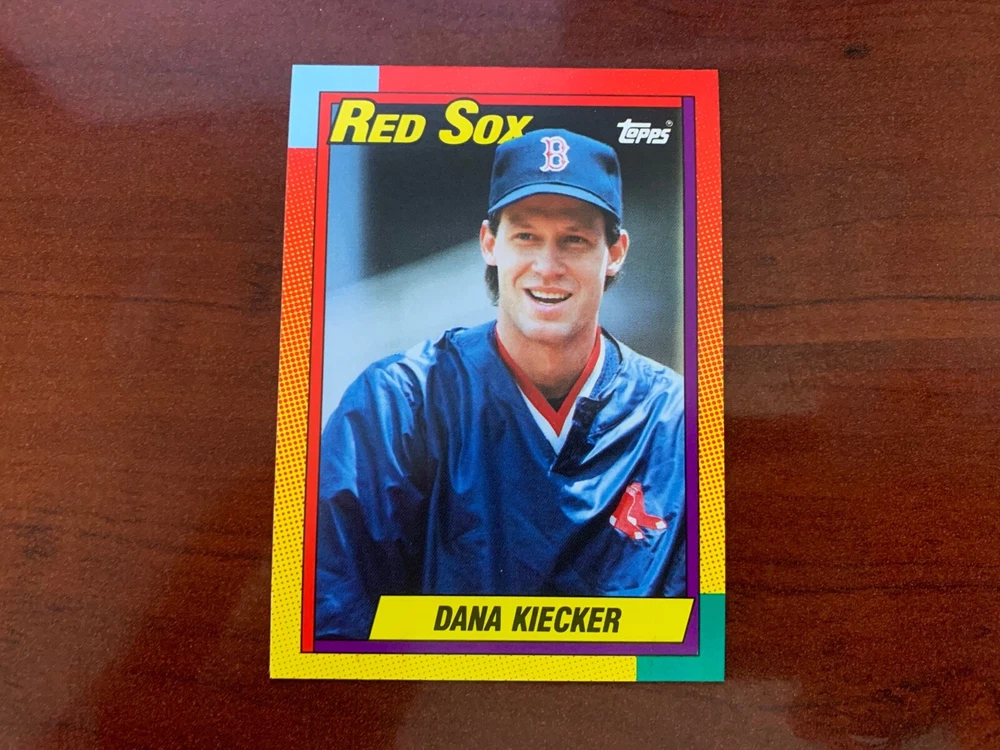 RED SOX
TOPPS®
B
DANA KIECKER